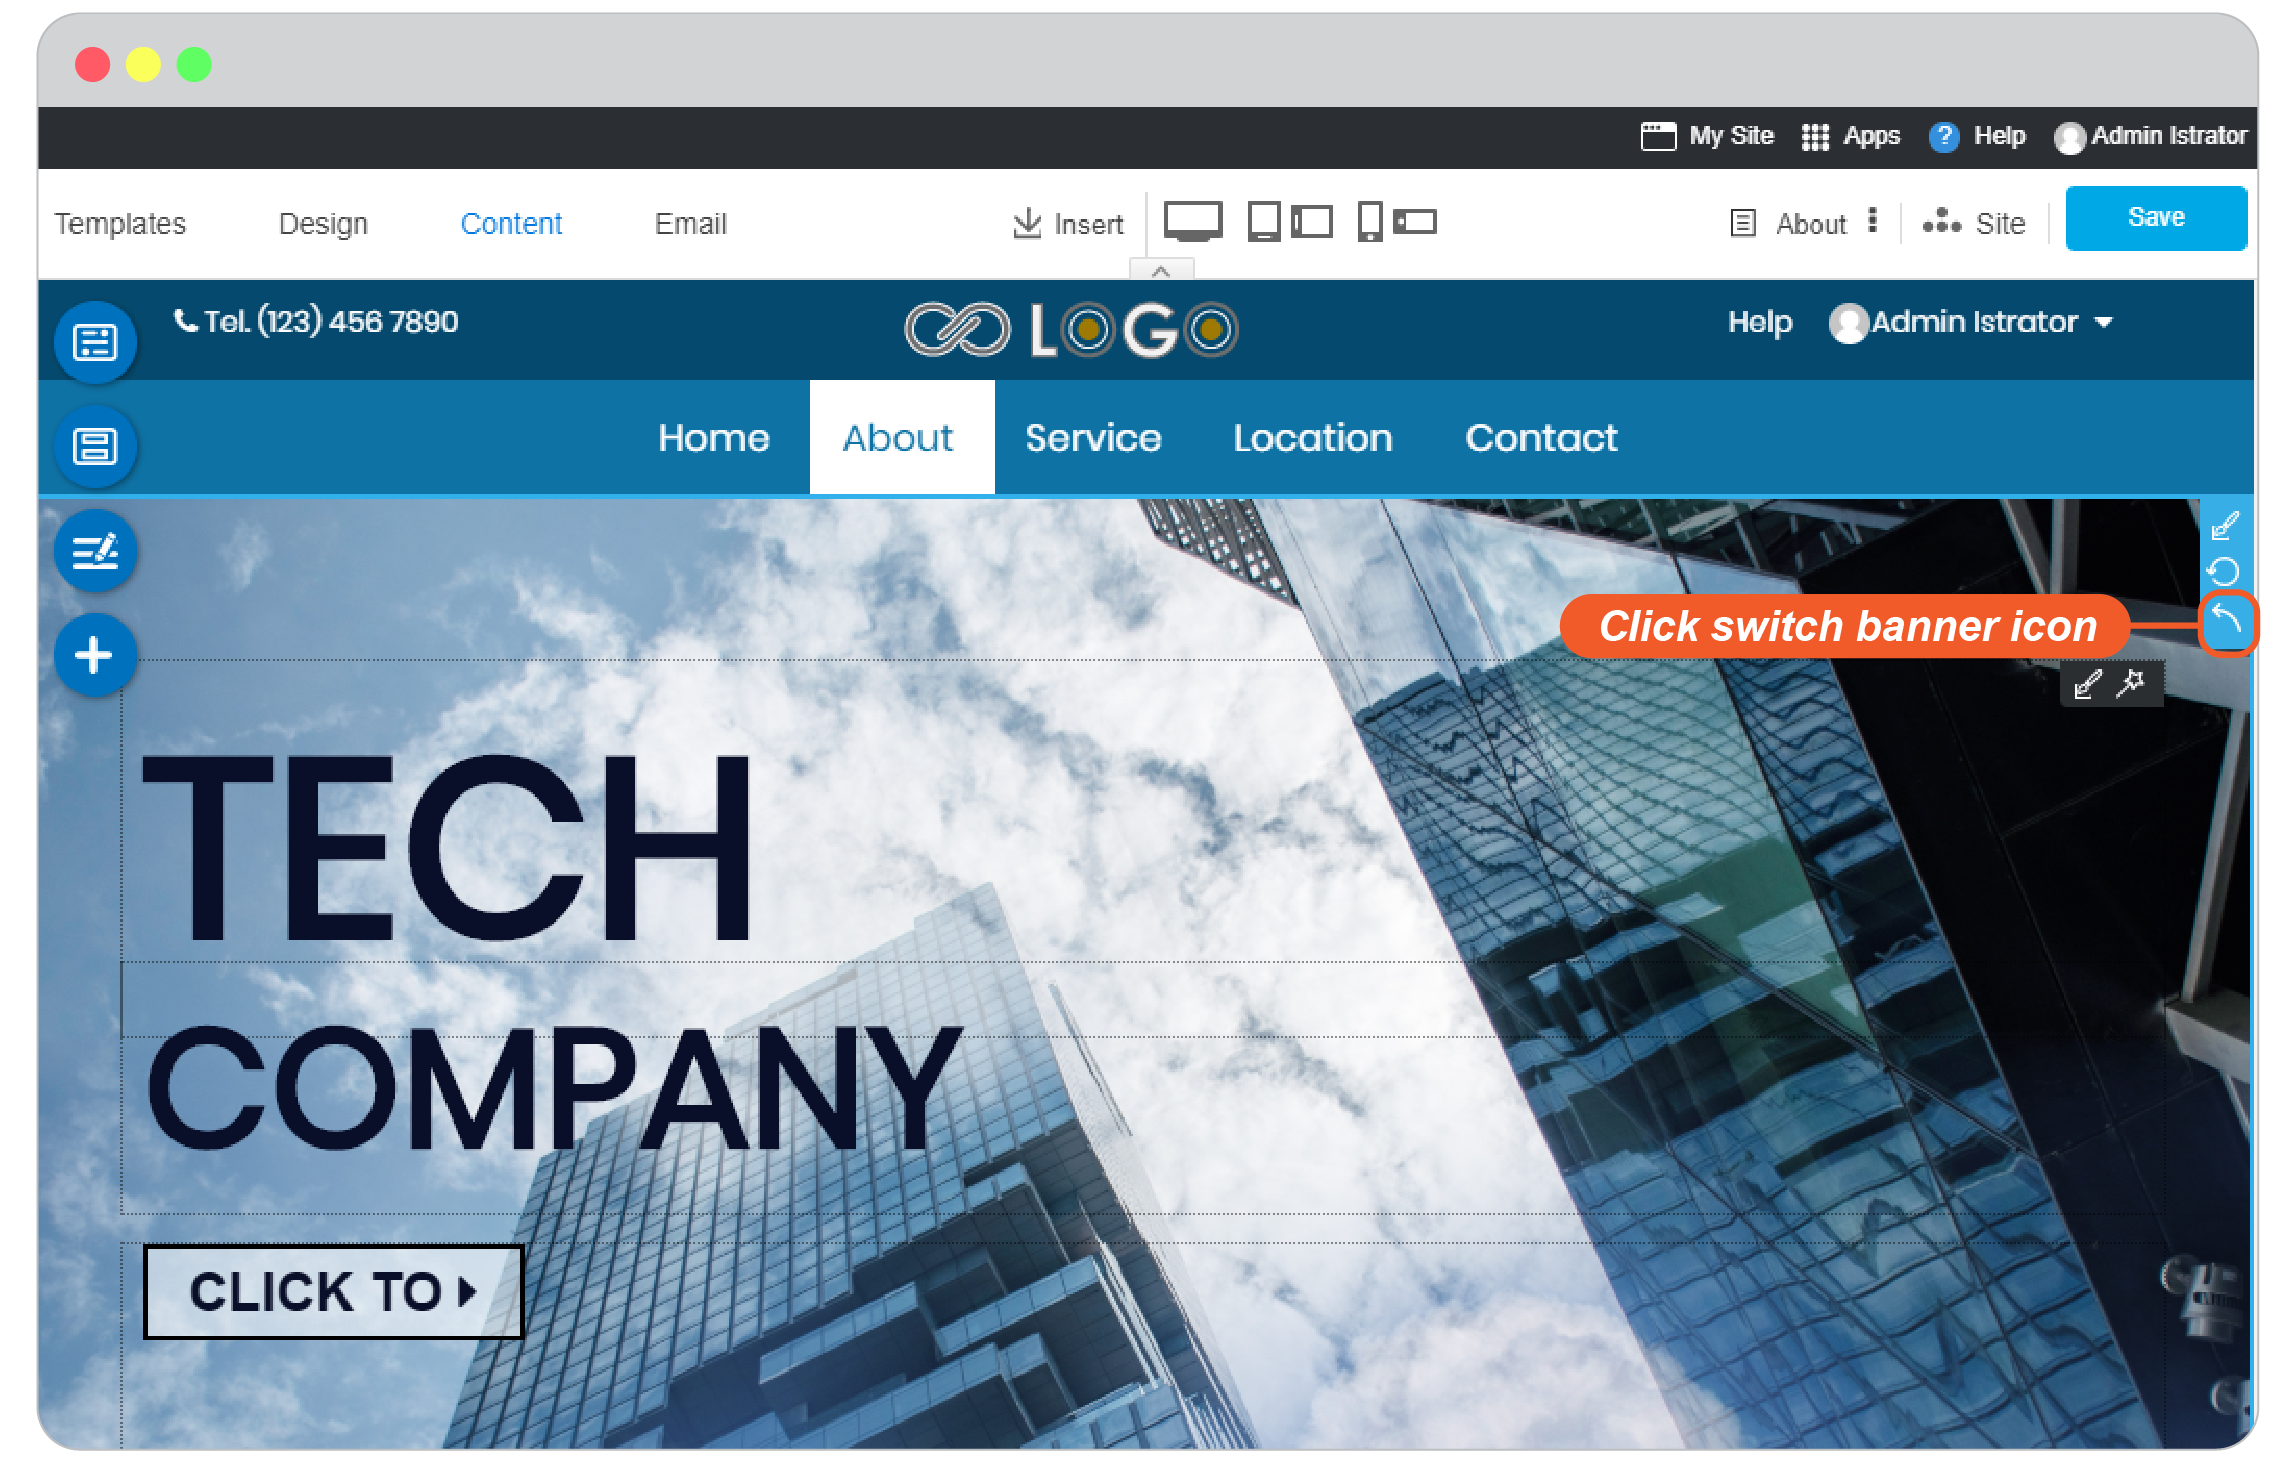 My Site Apps ? Help Admin Istrator
Templates Design Content Email Insert About Site Save
Tel. (123) 456 7890 LOGO Help Admin Istrator
Home About Service Location Contact
Click switch banner icon
TECH
COMPANY
CLICK TO